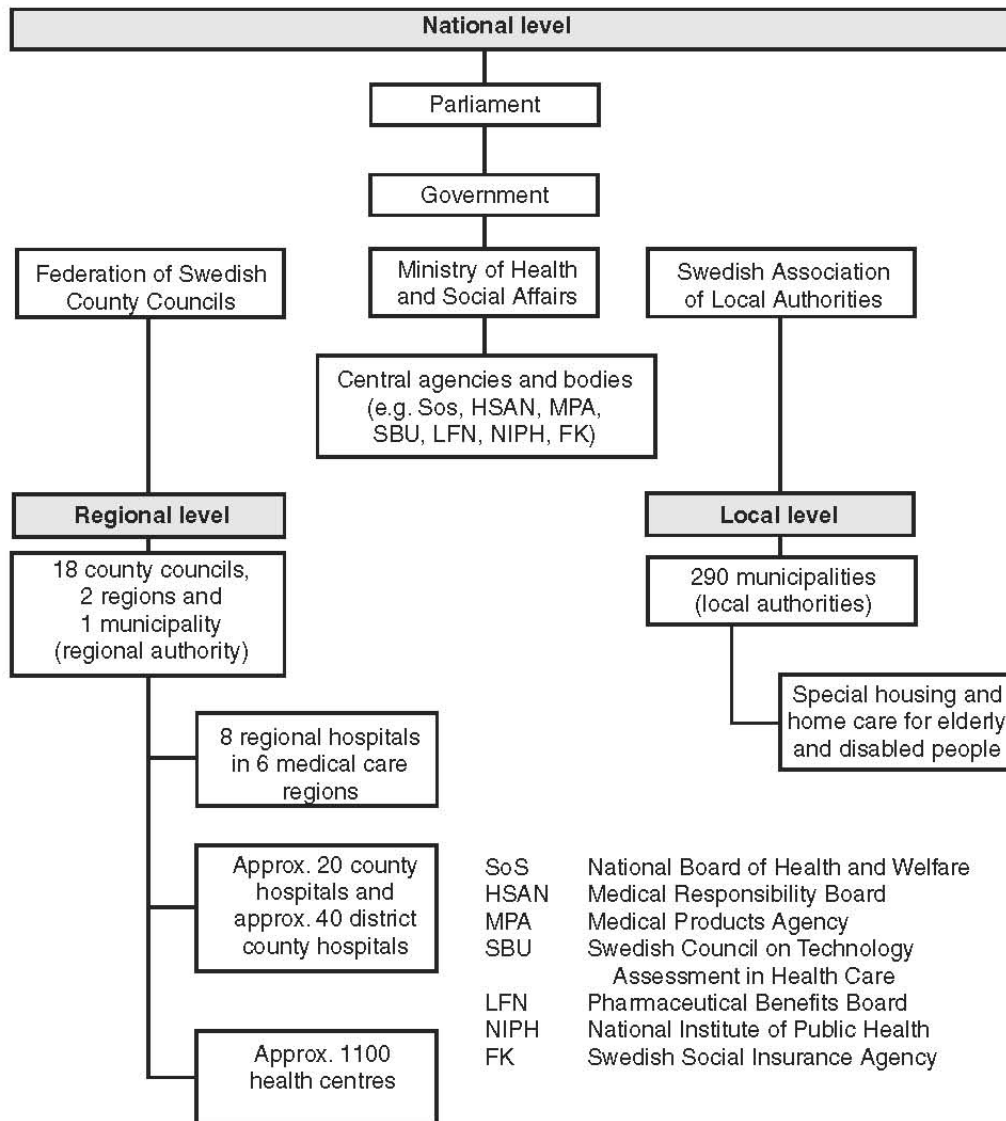 National level
Parliament
Government
Federation of Swedish
County Councils
Ministry of Health
and Social Affairs
Swedish Association
of Local Authorities
Central agencies and bodies
(e.g. Sos, HSAN, MPA,
SBU, LFN, NIPH, FK)
Regional level
Local level
18 county councils,
2 regions and
1 municipality
(regional authority)
290 municipalities
(local authorities)
Special housing and
home care for elderly
and disabled people
8 regional hospitals
in 6 medical care
regions
Approx. 20 county
hospitals and
approx. 40 district
county hospitals
Approx. 1100
health centres
SoS National Board of Health and Welfare
HSAN Medical Responsibility Board
MPA Medical Products Agency
SBU Swedish Council on Technology
Assessment in Health Care
LFN Pharmaceutical Benefits Board
NIPH National Institute of Public Health
FK Swedish Social Insurance Agency